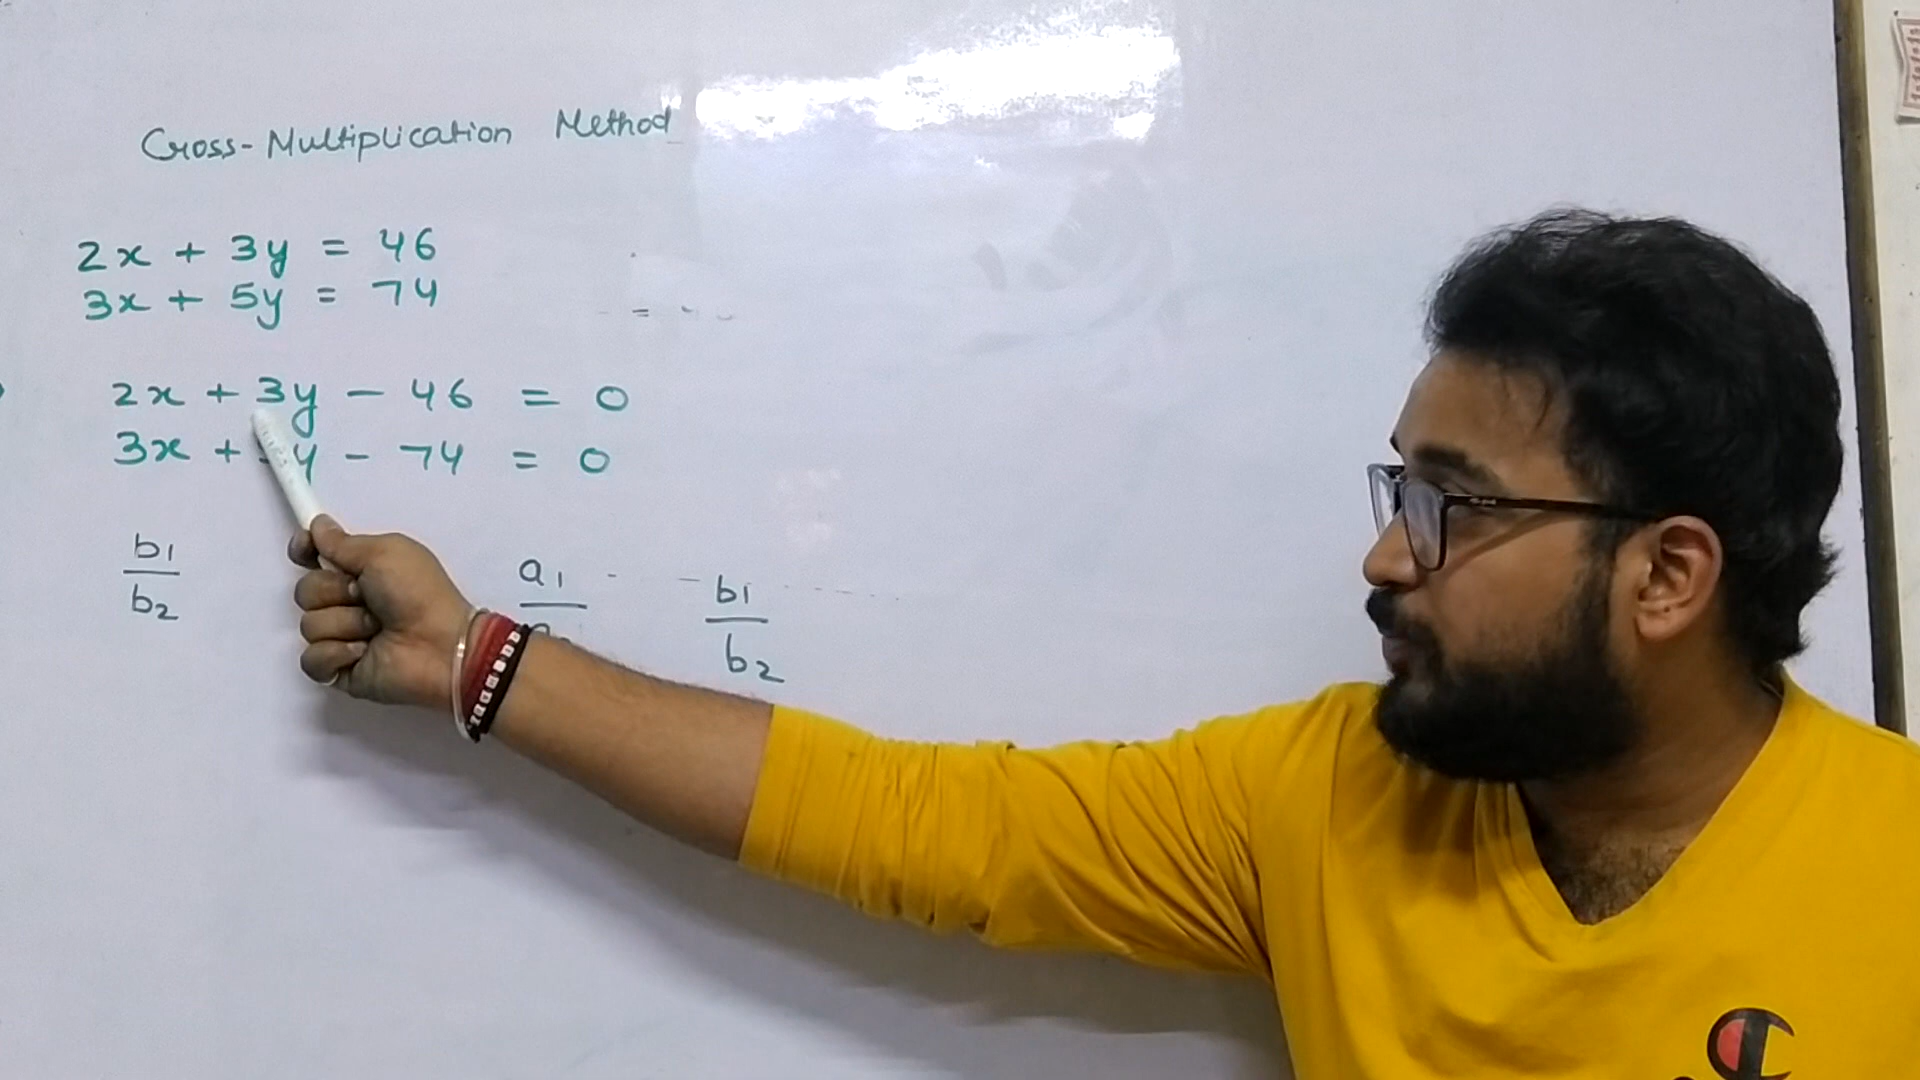 Cross-Multiplication Method
2x + 3y = 46
3x + 5y = 74
2x + 3y - 46 = 0
3x + y - 74 = 0
b1
b2
a1
b1
b2